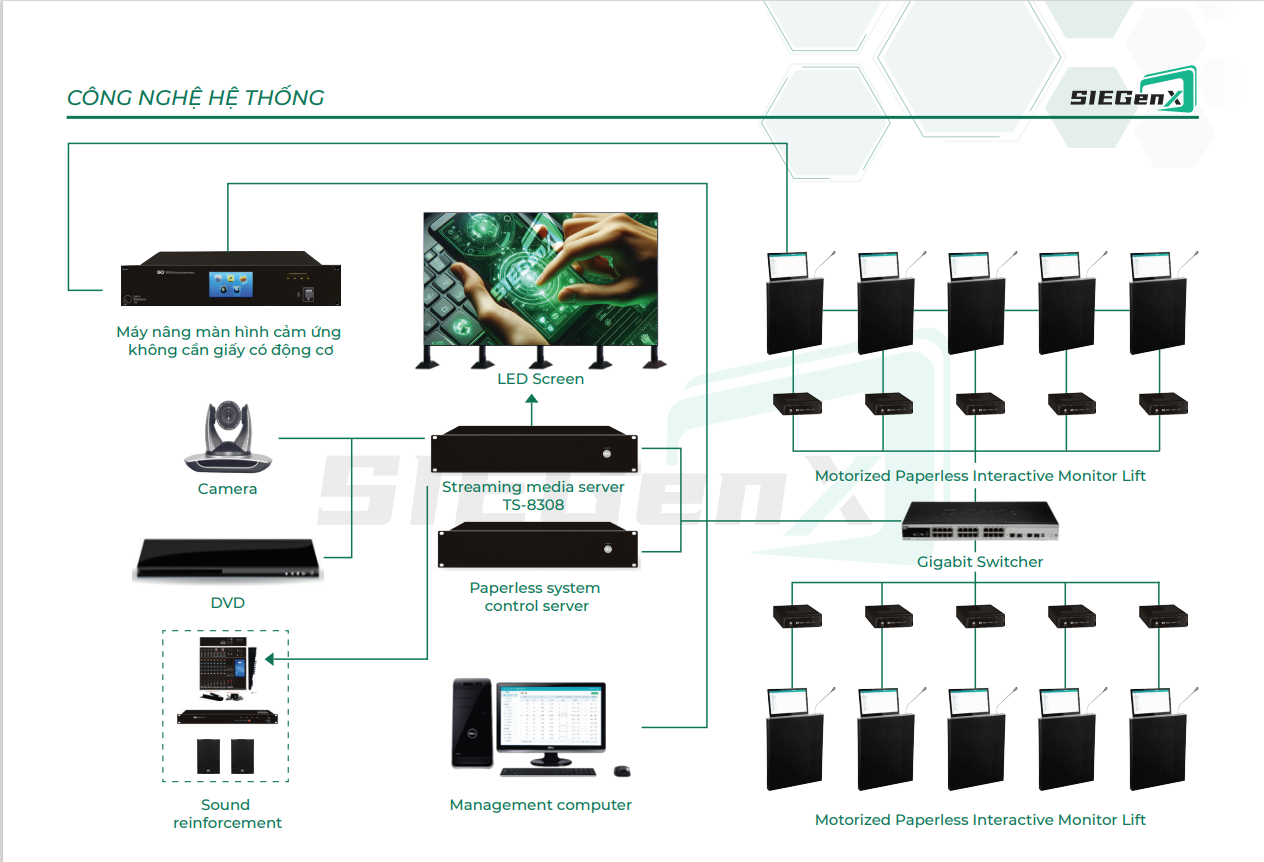 CÔNG NGHỆ HỆ THỐNG
SIEGenX
Máy nâng màn hình cảm ứng
không cần giấy có động cơ
LED Screen
Camera
Streaming media server
TS-8308
Motorized Paperless Interactive Monitor Lift
Gigabit Switcher
DVD
Paperless system
control server
Sound
reinforcement
Management computer
Motorized Paperless Interactive Monitor Lift
SIEGenX